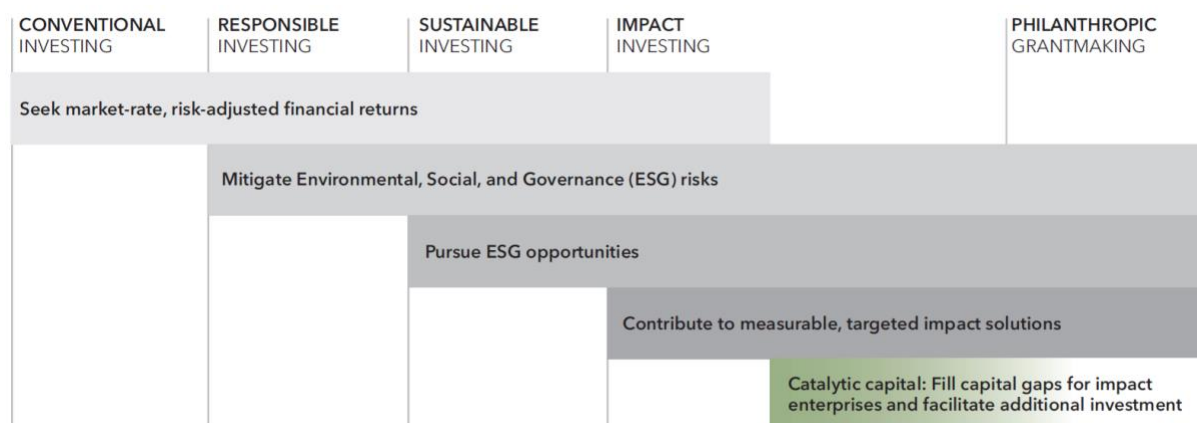 CONVENTIONAL
INVESTING
RESPONSIBLE
INVESTING
SUSTAINABLE
INVESTING
IMPACT
INVESTING
PHILANTHROPIC
GRANTMAKING
Seek market-rate, risk-adjusted financial returns
Mitigate Environmental, Social, and Governance (ESG) risks
Pursue ESG opportunities
Contribute to measurable, targeted impact solutions
Catalytic capital: Fill capital gaps for impact
enterprises and facilitate additional investment